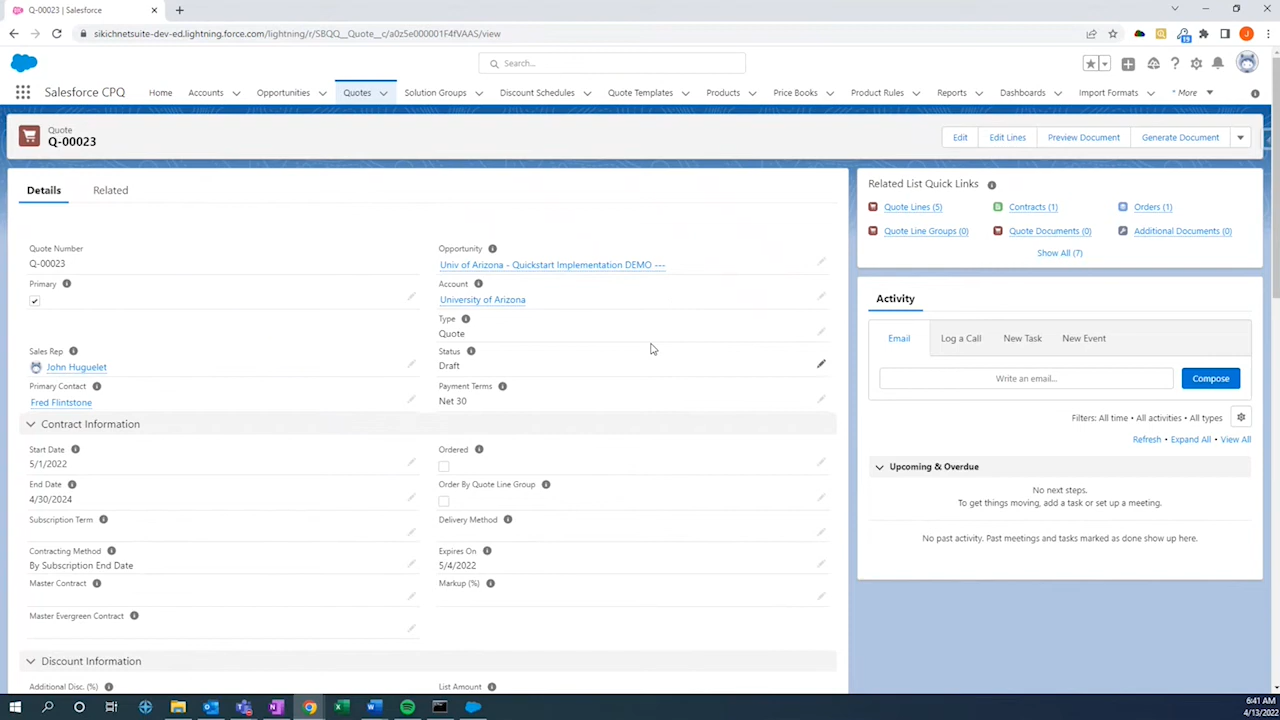 Q-00023 | Salesforce
sikichnetsuite-dev-ed.lightning.force.com/lightning/r/SBQQ__Quote__c/a0z5e000001F4fVAAS/view
19
J
Search...
Salesforce CPQ
Home
Accounts
Opportunities
Quotes
Solution Groups
Discount Schedules
Quote Templates
Products
Price Books
Product Rules
Reports
Dashboards
Import Formats
* More
Quote
Q-00023
Edit
Edit Lines
Preview Document
Generate Document
Details
Related
Quote Number
Q-00023
Opportunity
Univ of Arizona - Quickstart Implementation DEMO ---
Primary
Account
University of Arizona
Type
Quote
Sales Rep
John Huguelet
Status
Draft
Primary Contact
Fred Flintstone
Payment Terms
Net 30
Contract Information
Start Date
5/1/2022
Ordered
End Date
4/30/2024
Order By Quote Line Group
Subscription Term
Delivery Method
Contracting Method
By Subscription End Date
Expires On
5/4/2022
Master Contract
Markup (%)
Master Evergreen Contract
Discount Information
Additional Disc. (%)
List Amount
Related List Quick Links
Quote Lines (5)
Contracts (1)
Orders (1)
Quote Line Groups (0)
Quote Documents (0)
Additional Documents (0)
Show All (7)
Activity
Email
Log a Call
New Task
New Event
Write an email...
Compose
Filters: All time • All activities • All types
Refresh • Expand All • View All
Upcoming & Overdue
No next steps.
To get things moving, add a task or set up a meeting.
No past activity. Past meetings and tasks marked as done show up here.
6:41 AM
4/13/2022